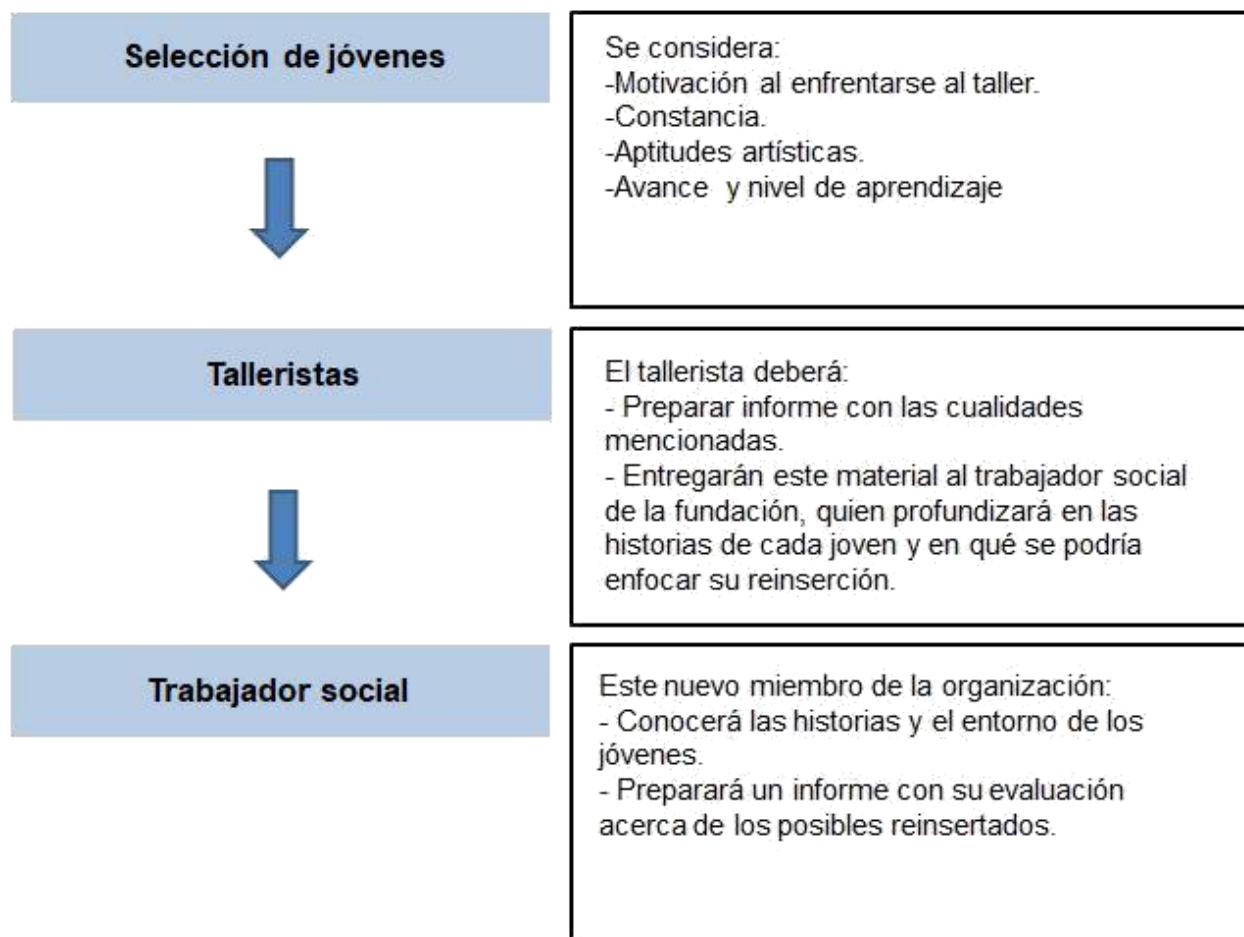 Selección de jóvenes
Se considera:
-Motivación al enfrentarse al taller.
-Constancia.
-Aptitudes artísticas.
-Avance y nivel de aprendizaje
Talleristas
El tallerista deberá:
- Preparar informe con las cualidades
mencionadas.
- Entregarán este material al trabajador social
de la fundación, quien profundizará en las
historias de cada joven y en qué se podría
enfocar su reinserción.
Trabajador social
Este nuevo miembro de la organización:
- Conocerá las historias y el entorno de los
jóvenes.
- Preparará un informe con su evaluación
acerca de los posibles reinsertados.